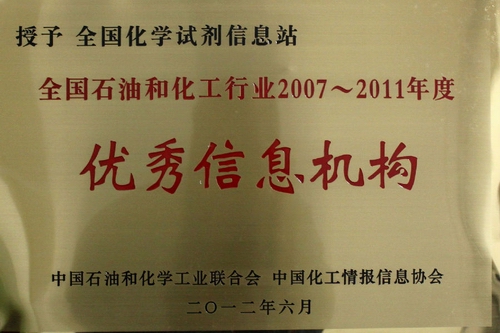 授予 全国化学试剂信息站
全国石油和化工行业2007～2011年度
优秀信息机构
中国石油和化学工业联合会 中国化工情报信息协会
二〇一二年六月